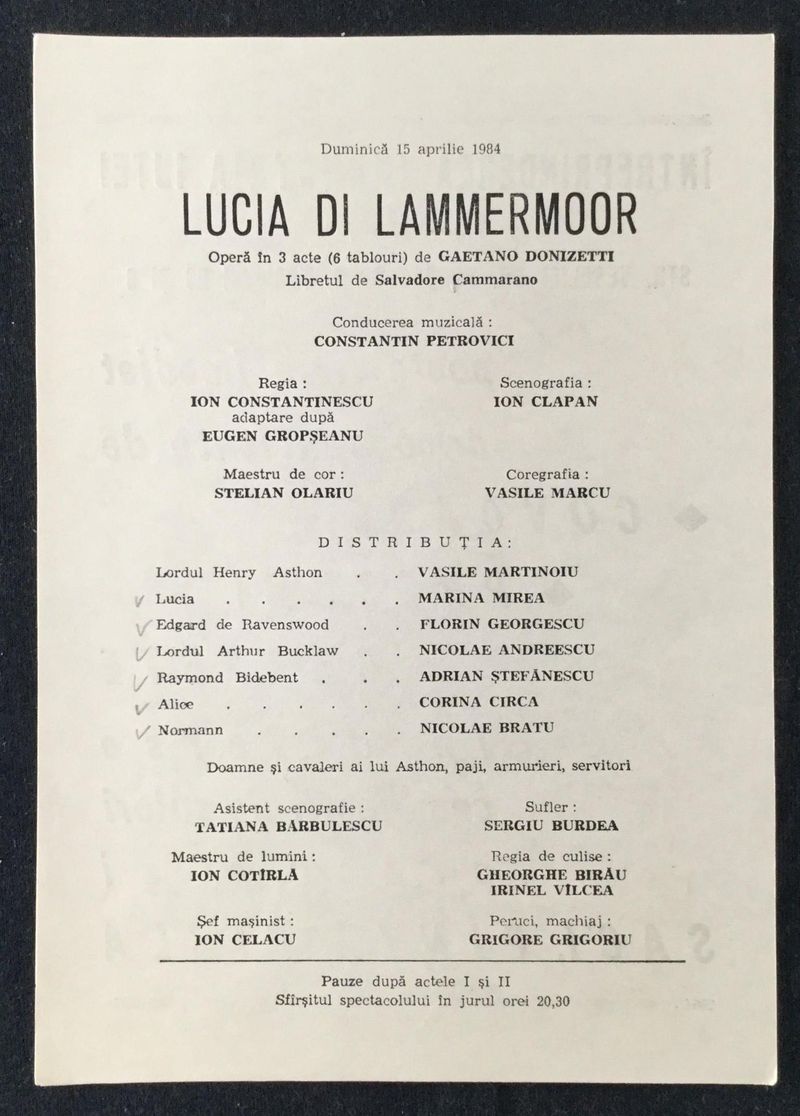 Duminică 15 aprilie 1984
LUCIA DI LAMMERMOOR
Operă în 3 acte (6 tablouri) de GAETANO DONIZETTI
Libretul de Salvadore Cammarano
Conducerea muzicală :
CONSTANTIN PETROVICI
Regia :
ION CONSTANTINESCU
adaptare după
EUGEN GROPȘEANU
Scenografia :
ION CLAPAN
Maestru de cor :
STELIAN OLARIU
Coregrafia :
VASILE MARCU
DISTRIBUȚIA:
Lordul Henry Asthon . . VASILE MARTINOIU
Lucia . . . . . . MARINA MIREA
Edgard de Ravenswood . . FLORIN GEORGESCU
Lordul Arthur Bucklaw . . NICOLAE ANDREESCU
Raymond Bidebent . . . ADRIAN ȘTEFĂNESCU
Alice . . . . . . CORINA CIRCA
Normann . . . . . NICOLAE BRATU
Doamne și cavaleri ai lui Asthon, paji, armurieri, servitori
Asistent scenografie :
TATIANA BĂRBULESCU
Sufler :
SERGIU BURDEA
Maestru de lumini :
ION COTÎRLĂ
Regia de culise :
GHEORGHE BIRĂU
IRINEL VÎLCEA
Șef mașinist :
ION CELACU
Peruci, machiaj :
GRIGORE GRIGORIU
Pauze după actele I și II
Sfîrșitul spectacolului în jurul orei 20,30